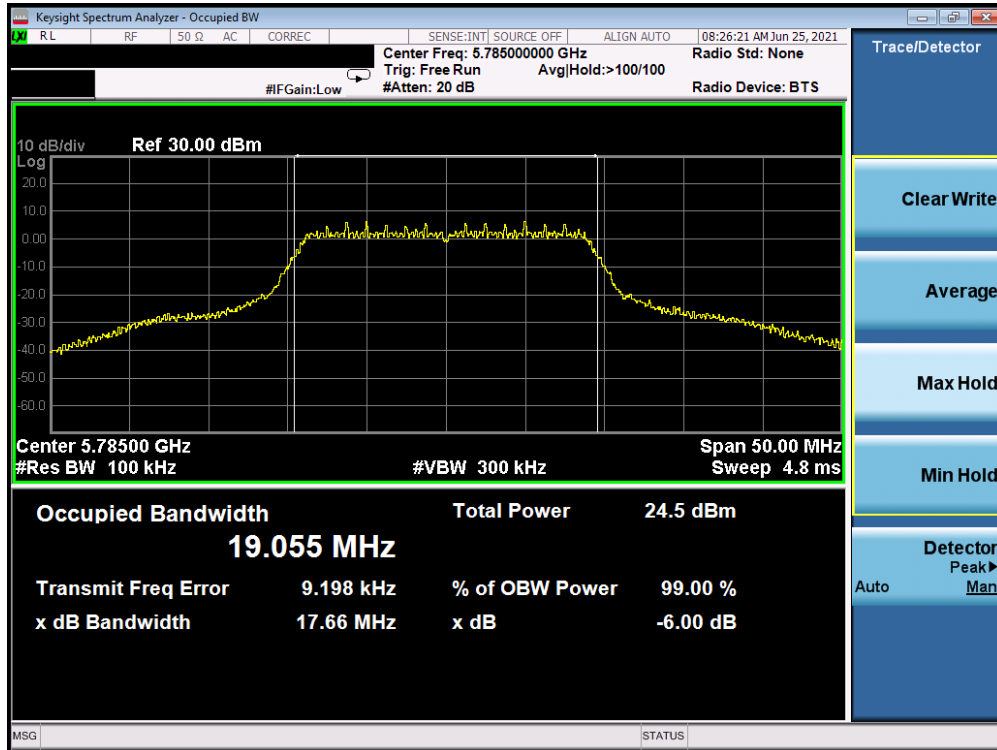 Keysight Spectrum Analyzer - Occupied BW
LXI RL RF 50 Ω AC CORREC SENSE:INT SOURCE OFF ALIGN AUTO 08:26:21 AM Jun 25, 2021
Center Freq: 5.785000000 GHz Radio Std: None
Trig: Free Run Avg|Hold:>100/100
#IFGain:Low #Atten: 20 dB Radio Device: BTS
Trace/Detector
10 dB/div Ref 30.00 dBm
Log
20.0
10.0
0.00
-10.0
-20.0
-30.0
-40.0
-50.0
-60.0
Center 5.78500 GHz Span 50.00 MHz
#Res BW 100 kHz #VBW 300 kHz Sweep 4.8 ms
Occupied Bandwidth Total Power 24.5 dBm
19.055 MHz
Transmit Freq Error 9.198 kHz % of OBW Power 99.00 %
x dB Bandwidth 17.66 MHz x dB -6.00 dB
Clear Write
Average
Max Hold
Min Hold
Detector
Peak▶
Auto Man
MSG STATUS